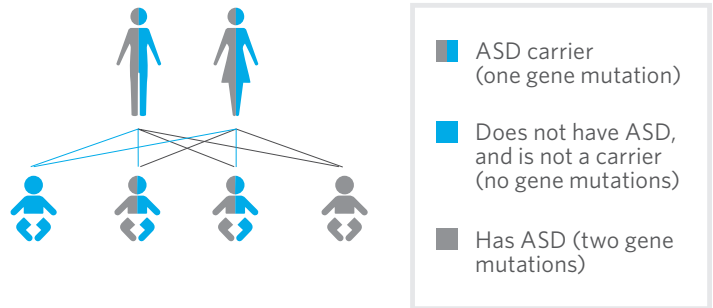 ASD carrier
(one gene mutation)
Does not have ASD,
and is not a carrier
(no gene mutations)
Has ASD (two gene
mutations)